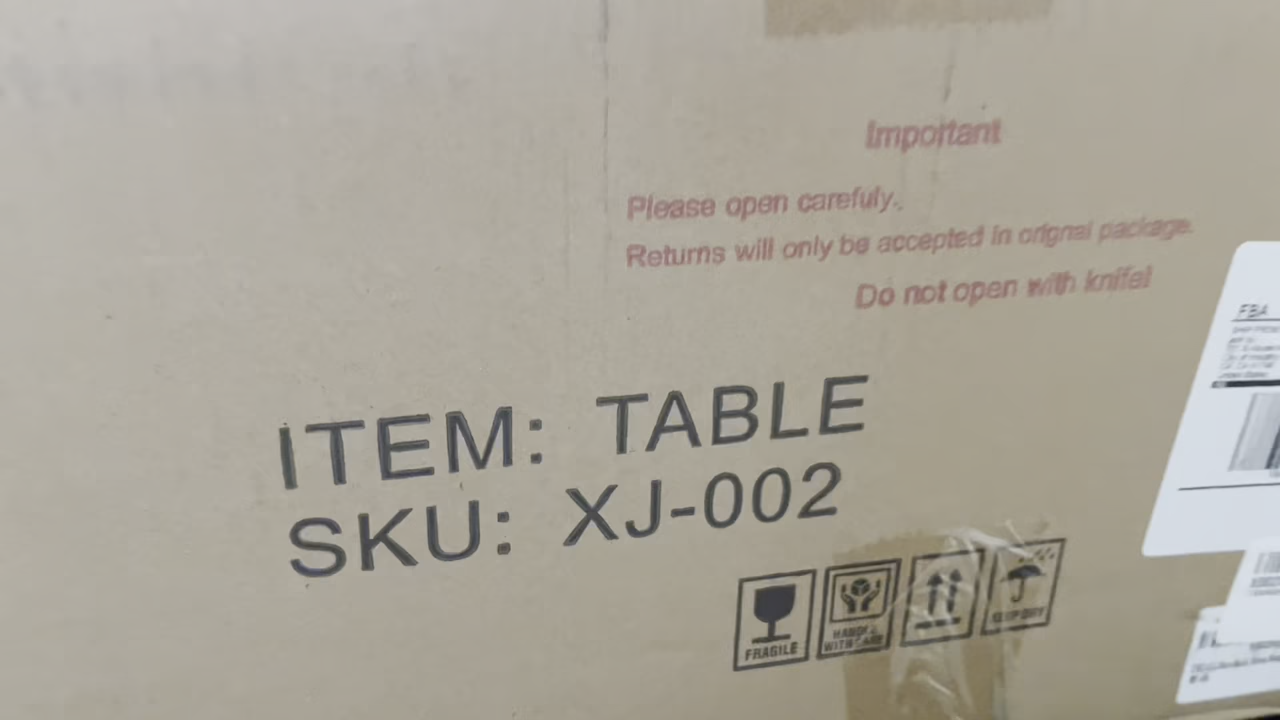 Important
Please open carefuly.
Returns will only be accepted in orignal package.
Do not open with knife!
ITEM: TABLE
SKU: XJ-002
FRAGILE
HANDLE
WITH CARE
KEEP DRY
FBA